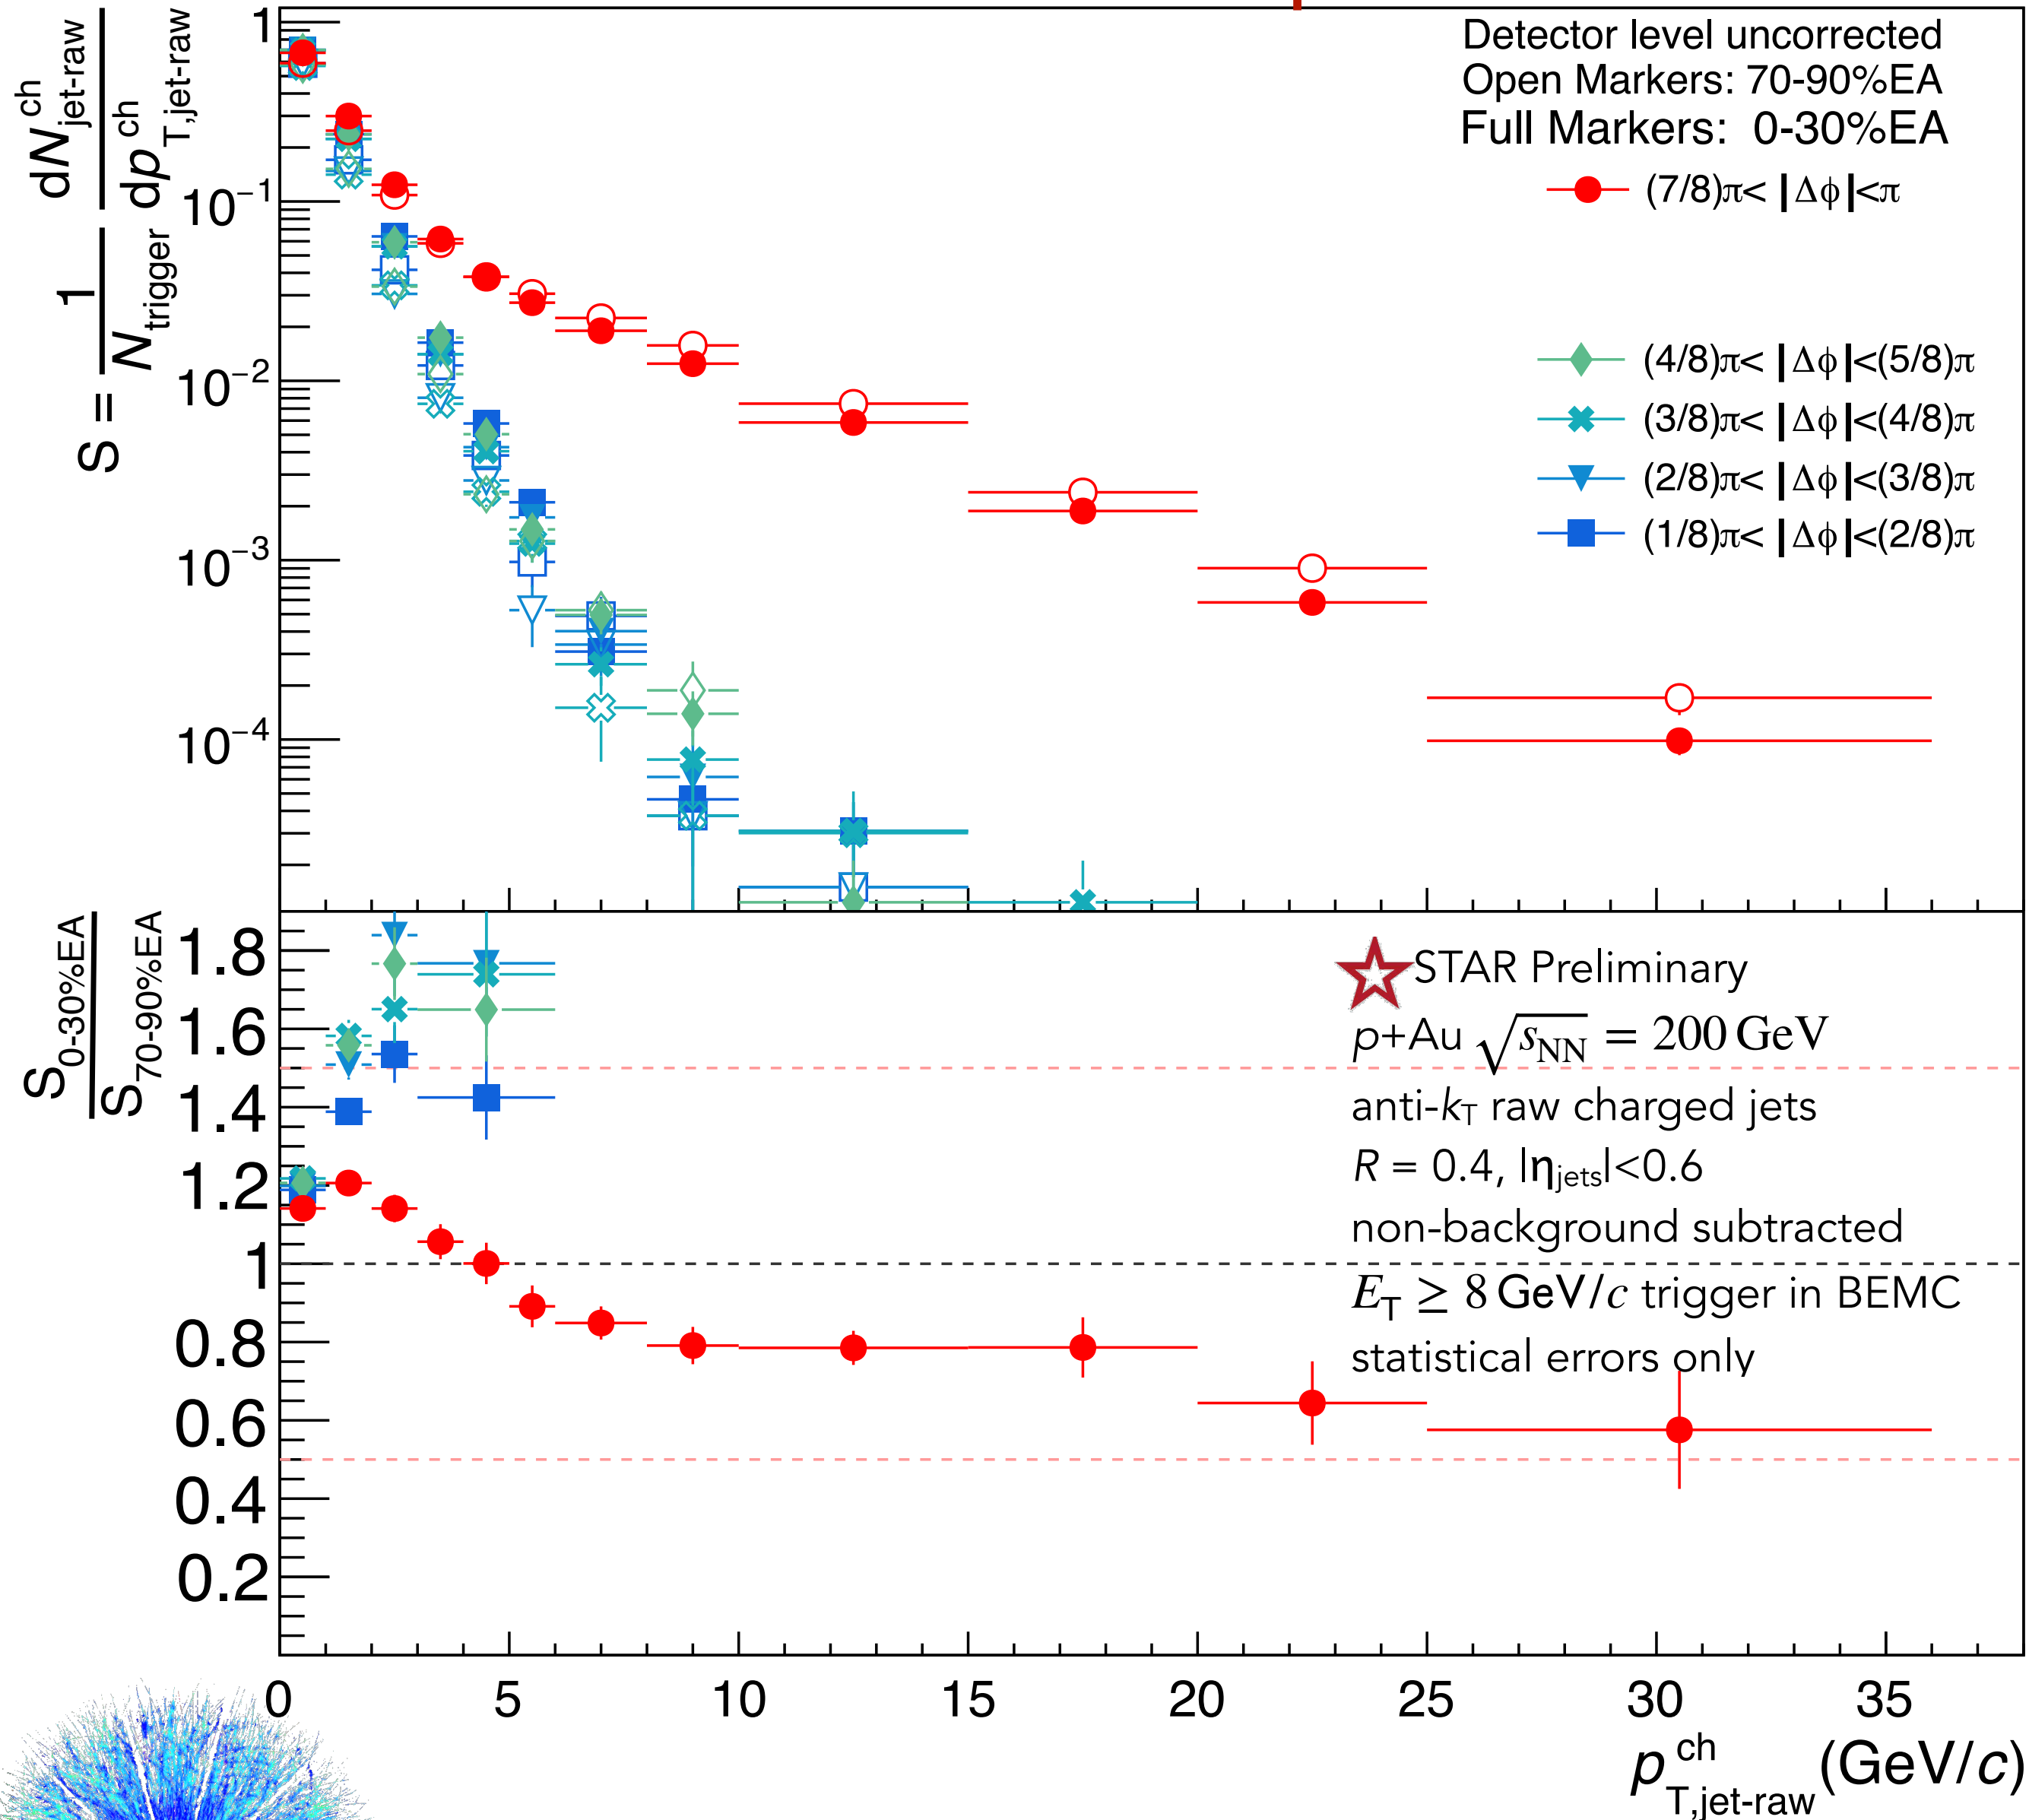 S = 1/N_trigger dN^ch_jet-raw/dp^ch_T,jet-raw
1
10⁻¹
10⁻²
10⁻³
10⁻⁴
Detector level uncorrected
Open Markers: 70-90%EA
Full Markers: 0-30%EA
(7/8)π< |Δϕ|<π
(4/8)π< |Δϕ|<(5/8)π
(3/8)π< |Δϕ|<(4/8)π
(2/8)π< |Δϕ|<(3/8)π
(1/8)π< |Δϕ|<(2/8)π
S_0-30%EA
S_70-90%EA
1.8
1.6
1.4
1.2
1
0.8
0.6
0.4
0.2
STAR Preliminary
p+Au √s_NN = 200 GeV
anti-k_T raw charged jets
R = 0.4, |η_jets|<0.6
non-background subtracted
E_T ≥ 8 GeV/c trigger in BEMC
statistical errors only
0 5 10 15 20 25 30 35
p^ch_T,jet-raw (GeV/c)